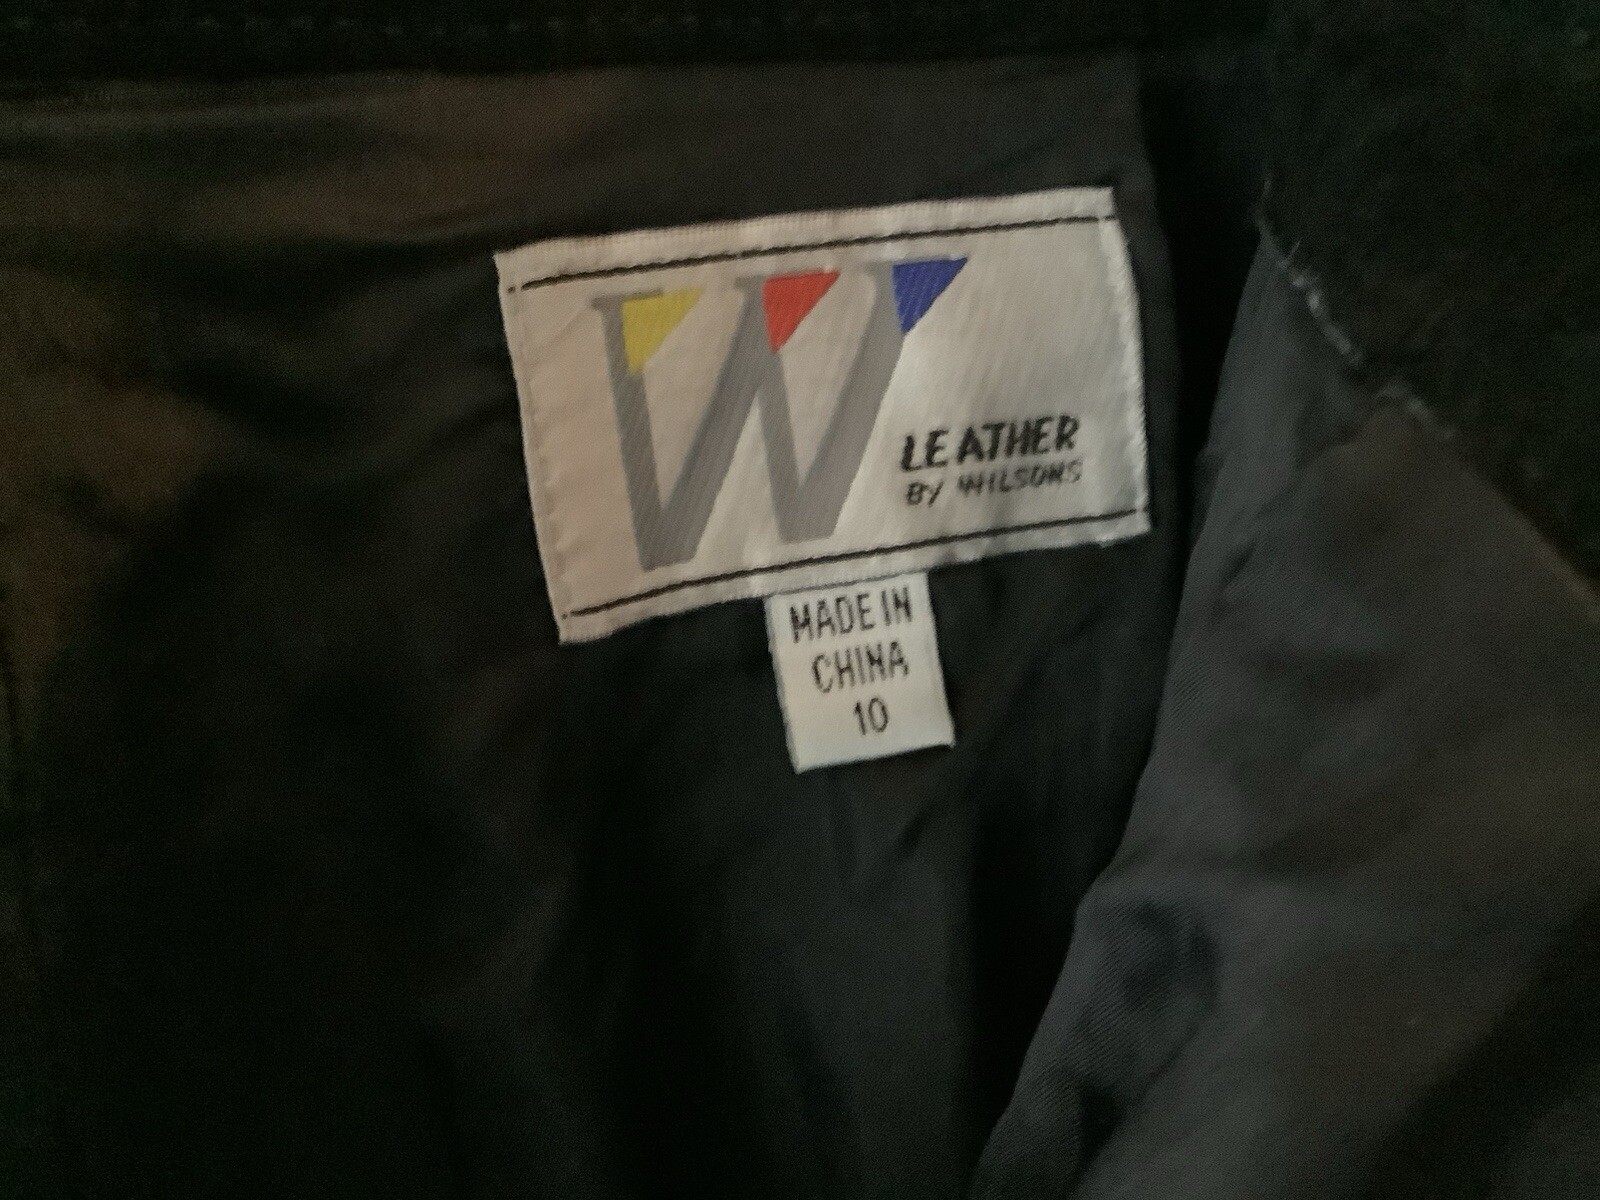 W
LEATHER
By WILSONS
MADE IN
CHINA
10